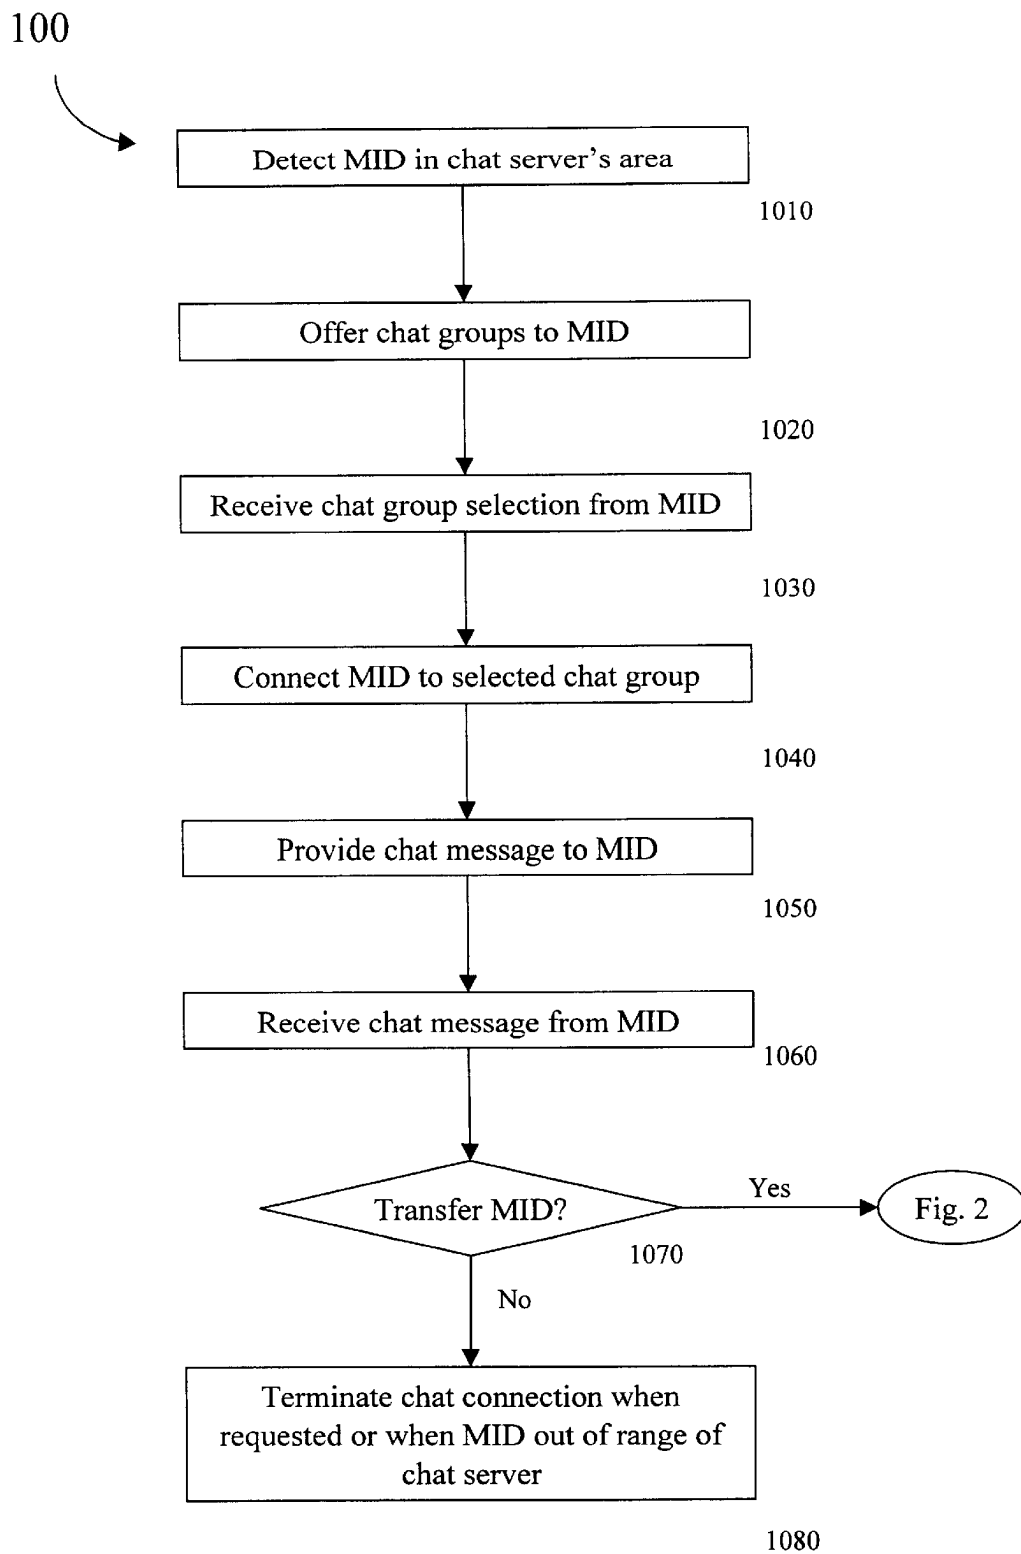 100
Detect MID in chat server's area
1010
Offer chat groups to MID
1020
Receive chat group selection from MID
1030
Connect MID to selected chat group
1040
Provide chat message to MID
1050
Receive chat message from MID
1060
Transfer MID?
Yes
Fig. 2
1070
No
Terminate chat connection when
requested or when MID out of range of
chat server
1080